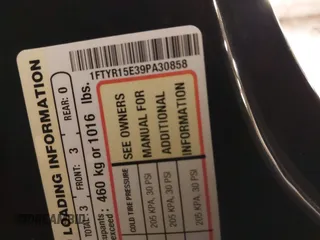 1FTYR15E39PA30858
LOADING INFORMATION
TOTAL: 3 FRONT: 3 REAR: 0
460 kg or 1016 lbs.
SEE OWNERS
MANUAL FOR
ADDITIONAL
INFORMATION
COLD TIRE PRESSURE
205 KPA, 30 PSI
205 KPA, 30 PSI
205 KPA, 30 PSI